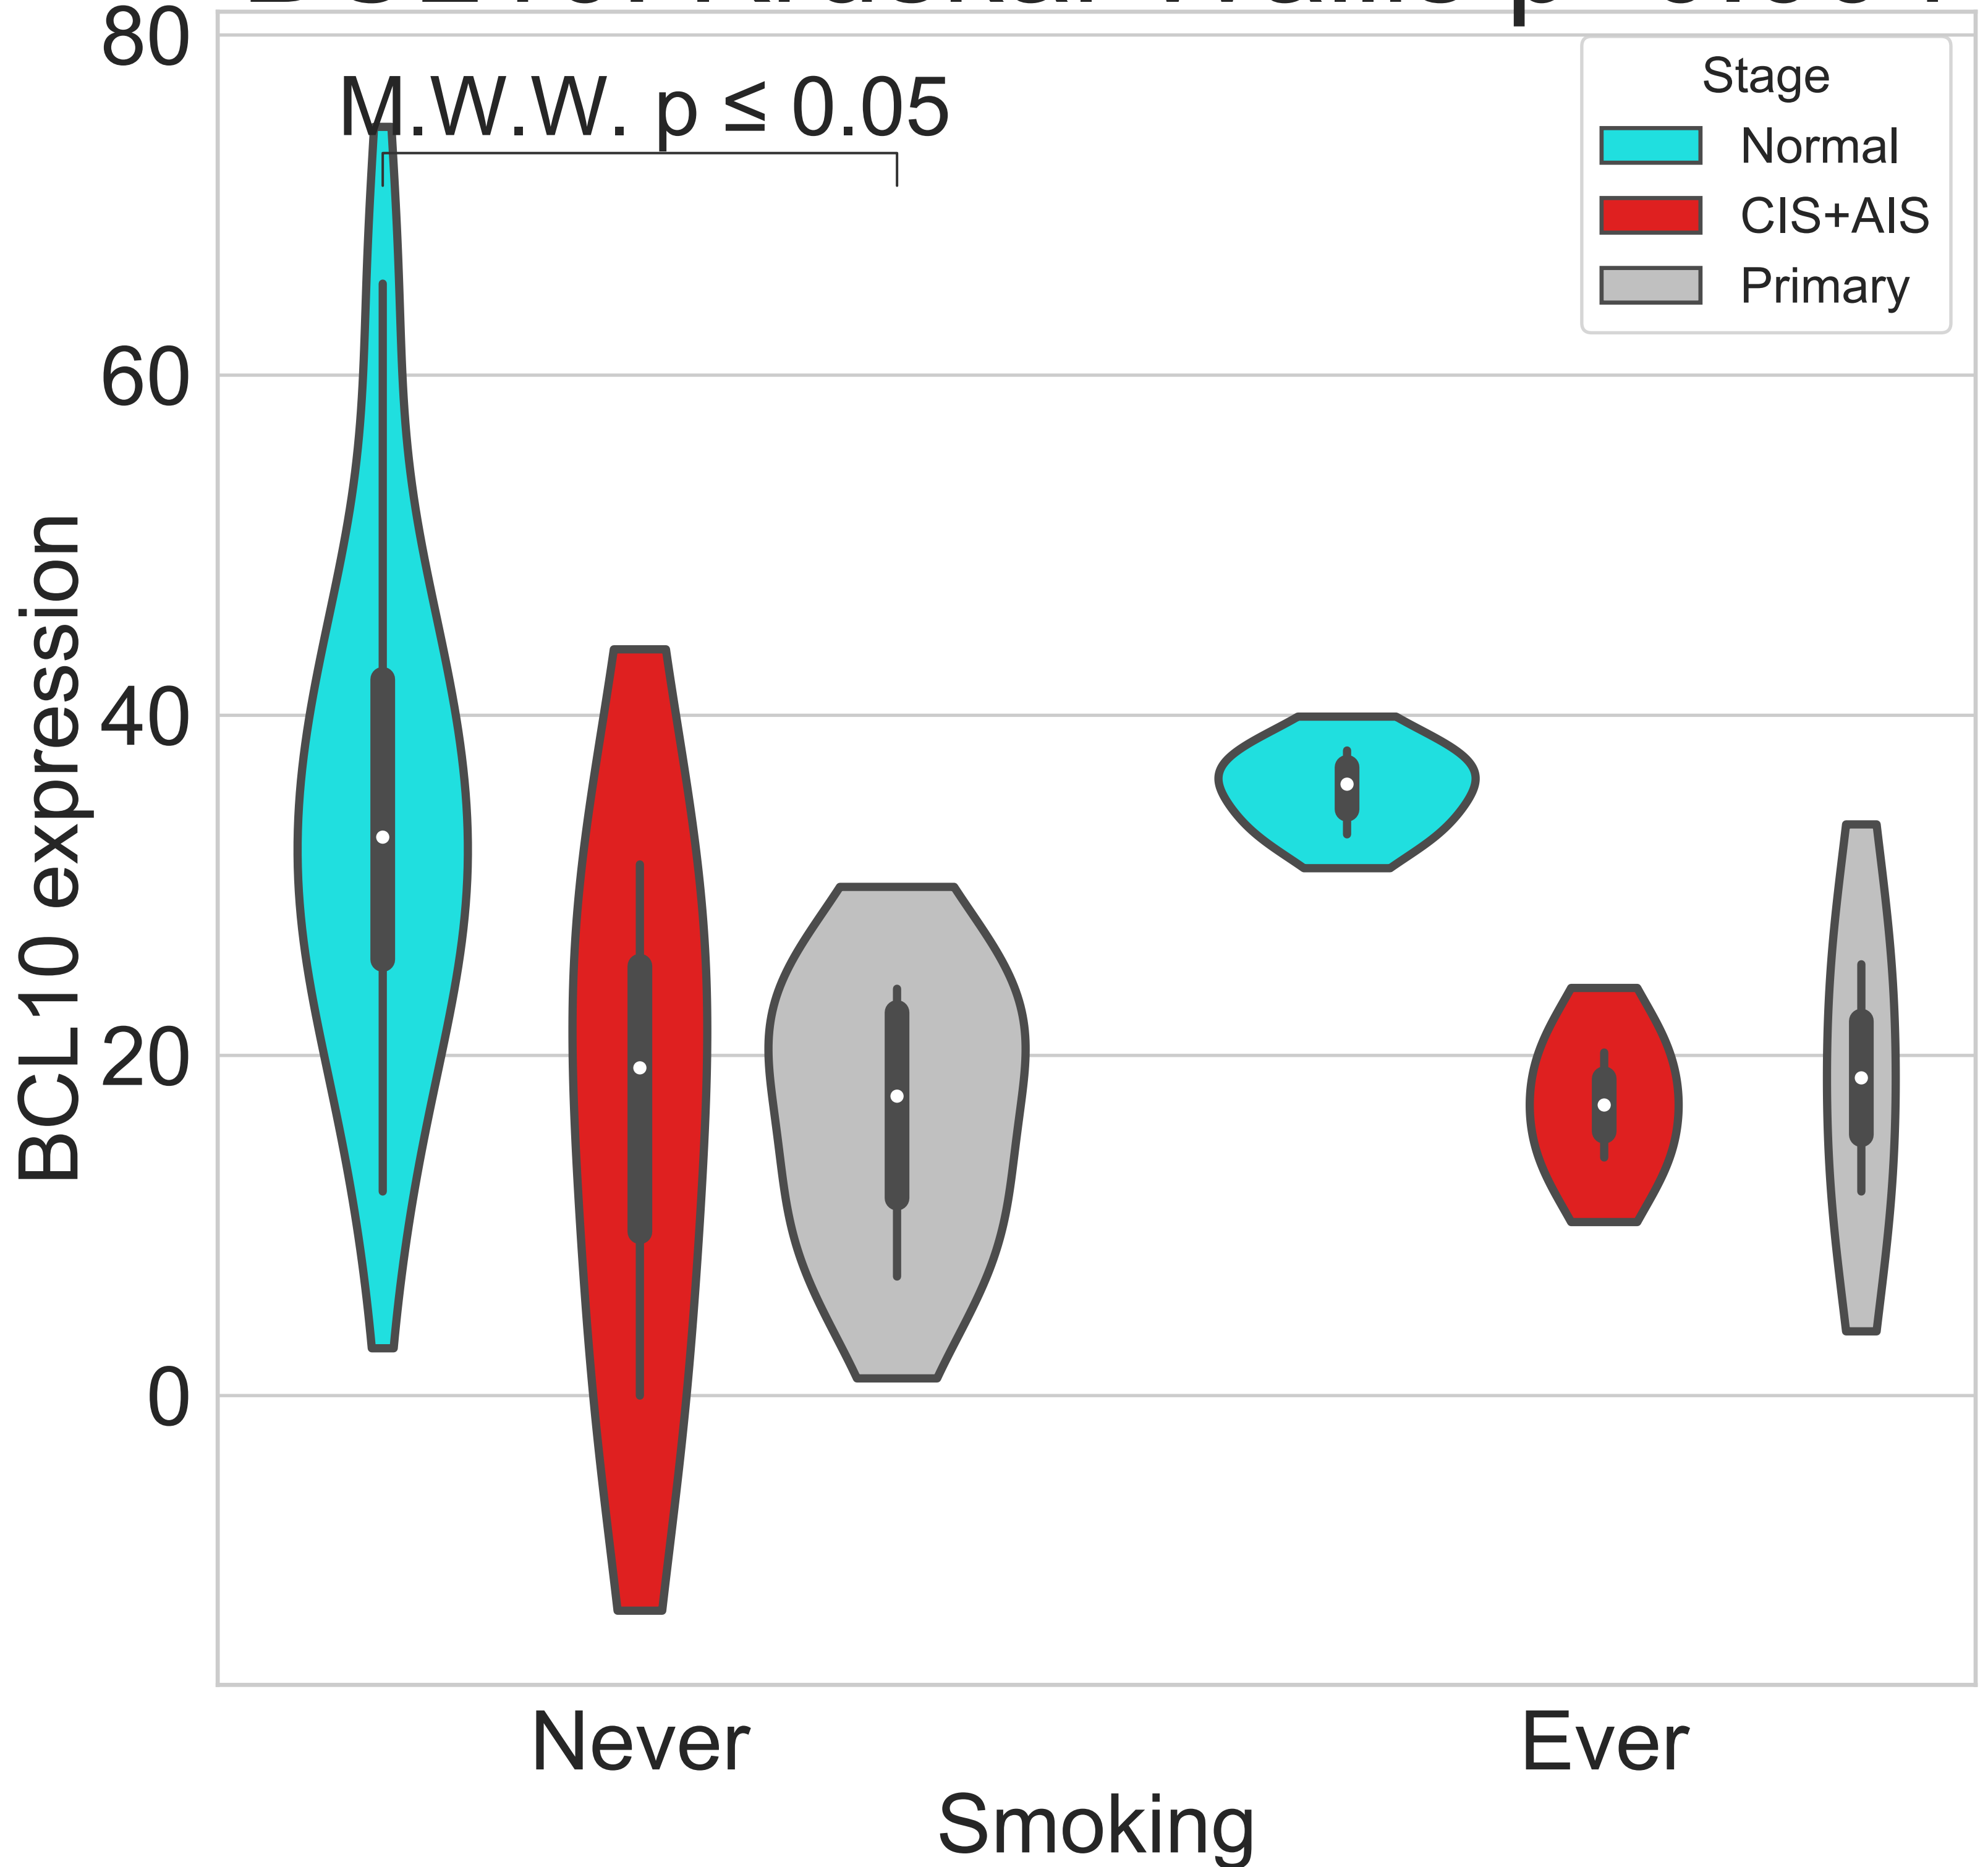 80
M.W.W. p ≤ 0.05
Stage
Normal
CIS+AIS
Primary
60
40
20
0
BCL10 expression
Never
Ever
Smoking